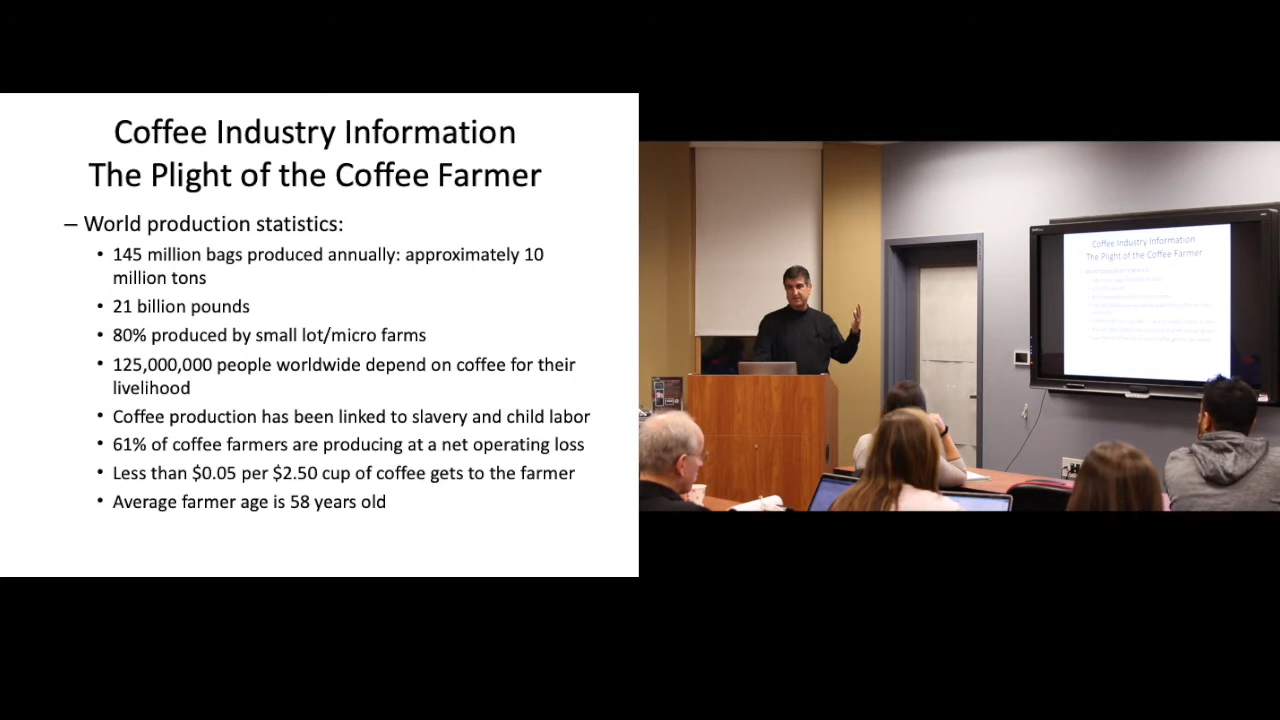 Coffee Industry Information
The Plight of the Coffee Farmer
– World production statistics:
• 145 million bags produced annually: approximately 10
million tons
• 21 billion pounds
• 80% produced by small lot/micro farms
• 125,000,000 people worldwide depend on coffee for their
livelihood
• Coffee production has been linked to slavery and child labor
• 61% of coffee farmers are producing at a net operating loss
• Less than $0.05 per $2.50 cup of coffee gets to the farmer
• Average farmer age is 58 years old
Coffee Industry Information
The Plight of the Coffee Farmer